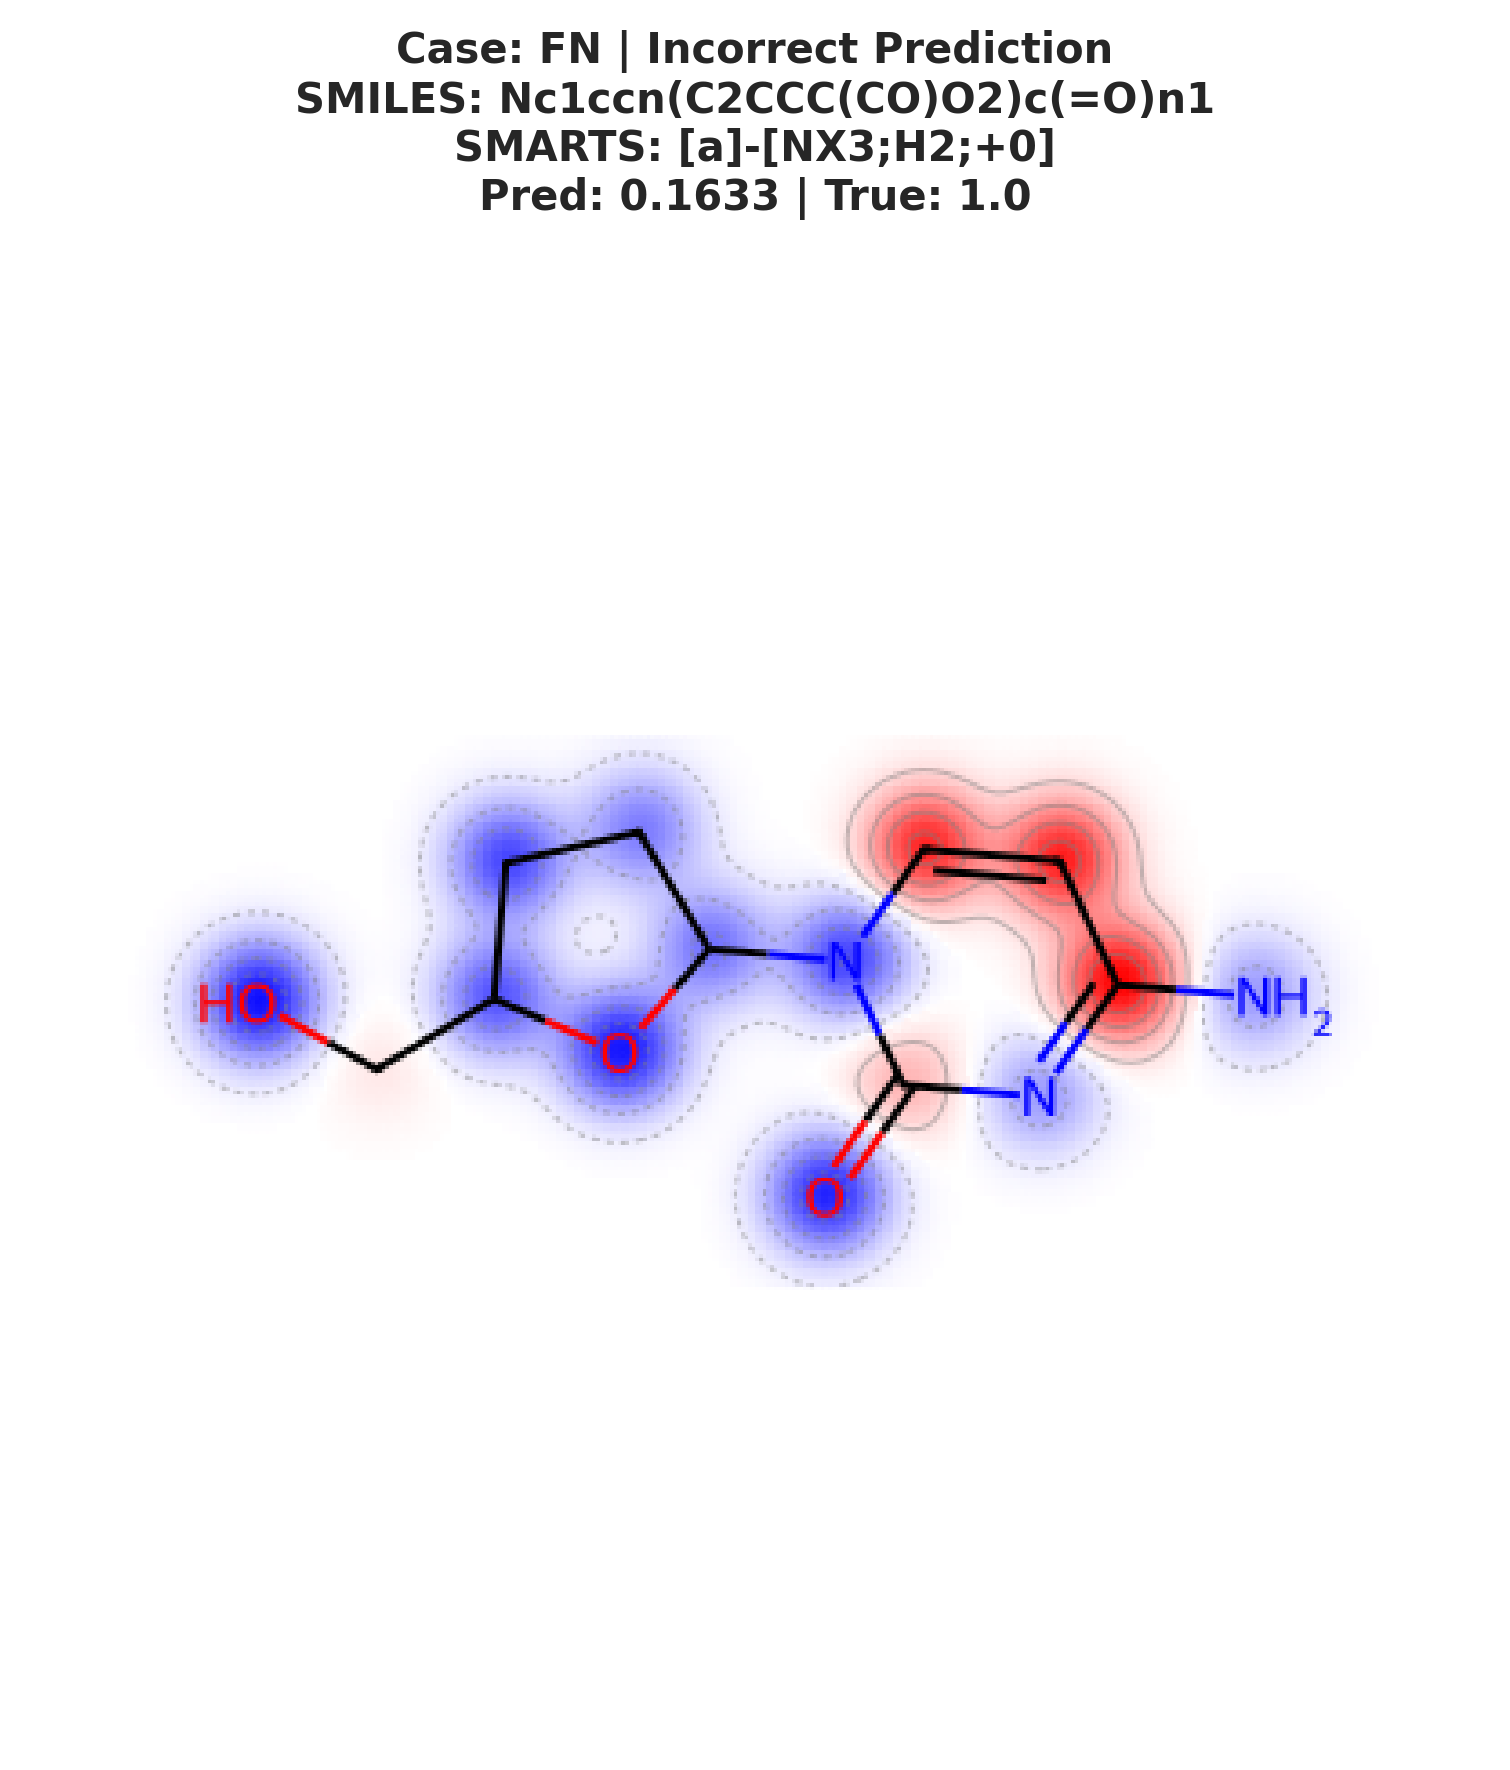 Case: FN | Incorrect Prediction
SMILES: Nc1ccn(C2CCC(CO)O2)c(=O)n1
SMARTS: [a]-[NX3;H2;+0]
Pred: 0.1633 | True: 1.0
N
HO
NH2
O
N
O